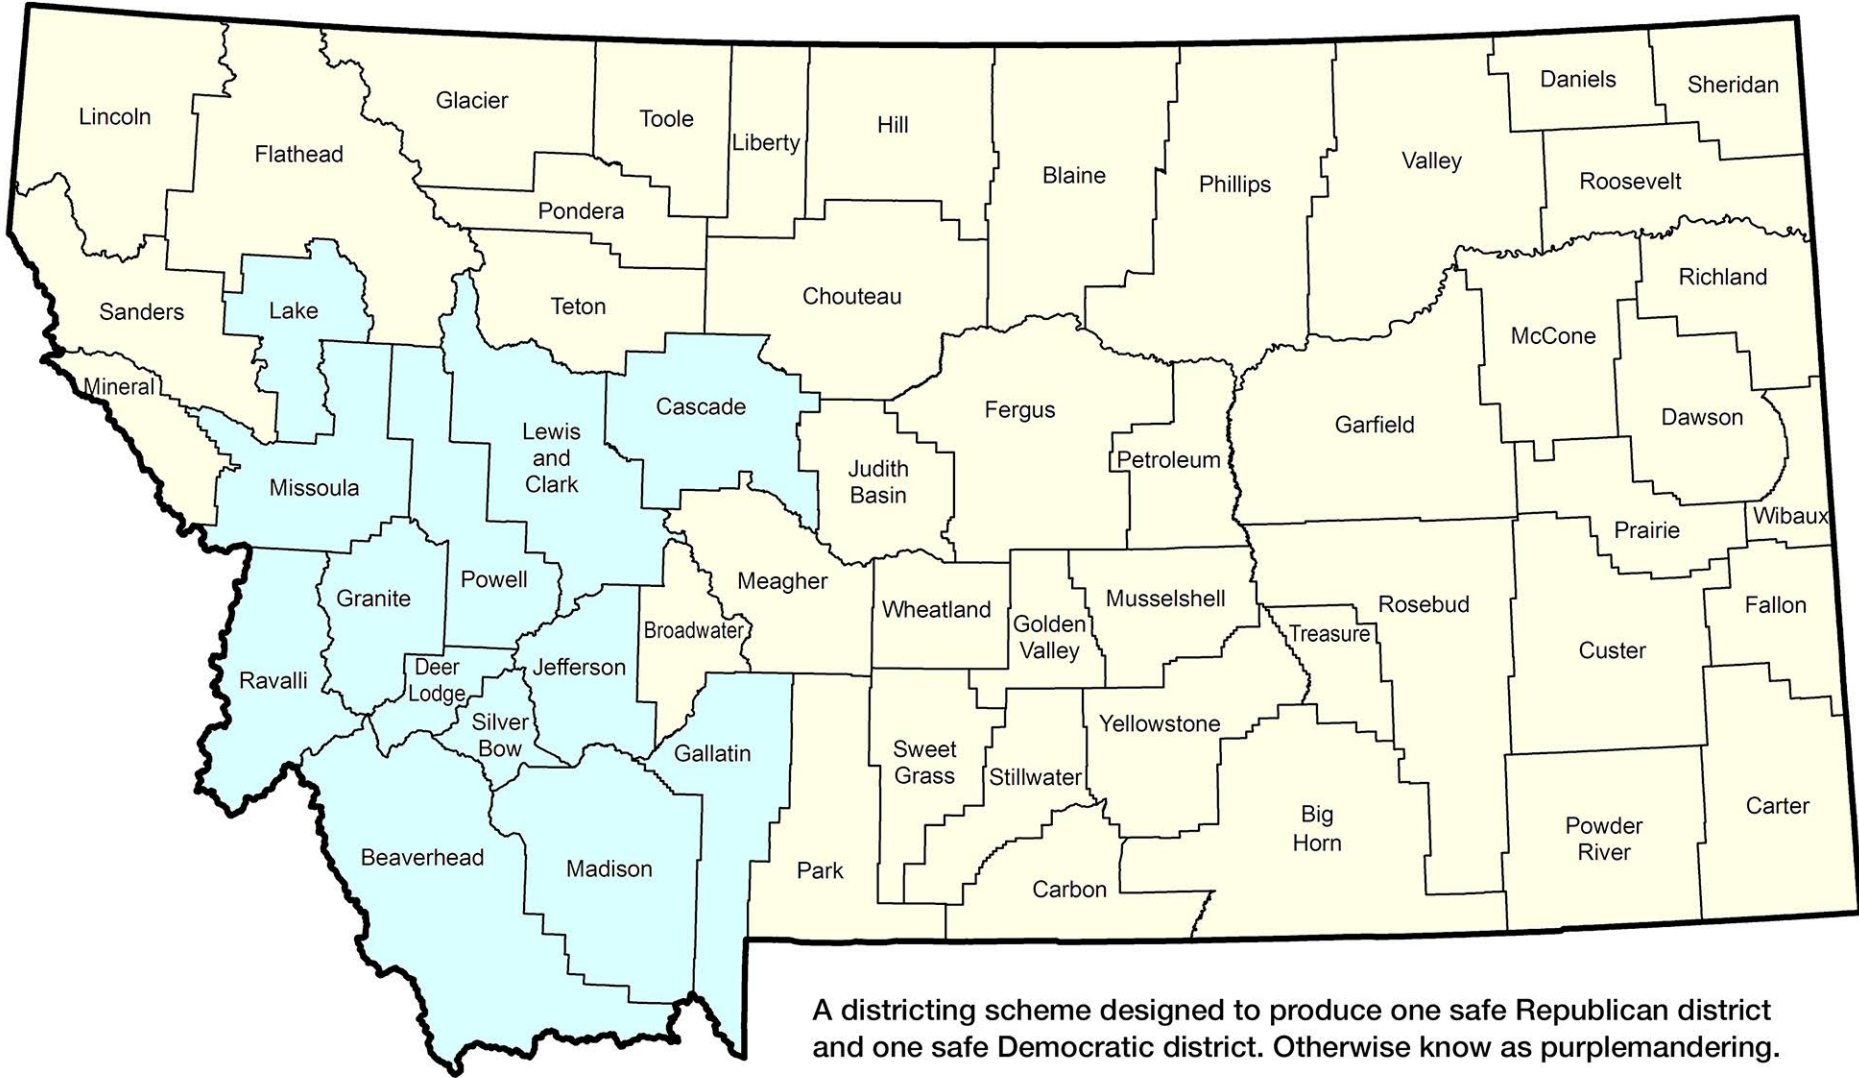 Lincoln
Flathead
Glacier
Toole
Liberty
Hill
Blaine
Phillips
Valley
Daniels
Sheridan
Roosevelt
Pondera
Sanders
Lake
Teton
Chouteau
Richland
McCone
Mineral
Missoula
Lewis
and
Clark
Cascade
Judith
Basin
Fergus
Petroleum
Garfield
Dawson
Prairie
Wibaux
Ravalli
Granite
Powell
Deer
Lodge
Silver
Bow
Jefferson
Broadwater
Meagher
Wheatland
Golden
Valley
Musselshell
Treasure
Rosebud
Custer
Fallon
Beaverhead
Madison
Gallatin
Park
Sweet
Grass
Stillwater
Yellowstone
Carbon
Big
Horn
Powder
River
Carter
A districting scheme designed to produce one safe Republican district
and one safe Democratic district. Otherwise know as purplemandering.